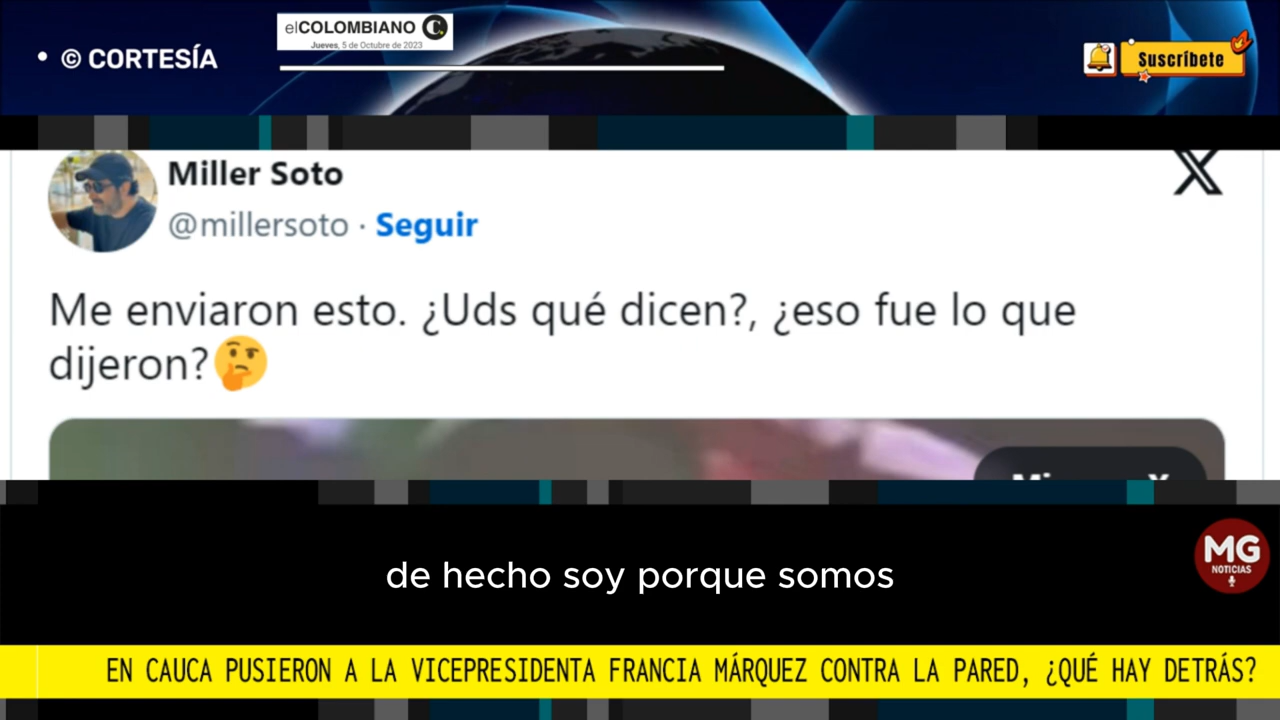 • © CORTESÍA
elCOLOMBIANO C.
Jueves, 5 de Octubre de 2023
Suscríbete
Miller Soto
@millersoto · Seguir
Me enviaron esto. ¿Uds qué dicen?, ¿eso fue lo que
dijeron?🤔
de hecho soy porque somos
MG
NOTICIAS
EN CAUCA PUSIERON A LA VICEPRESIDENTA FRANCIA MÁRQUEZ CONTRA LA PARED, ¿QUÉ HAY DETRÁS?